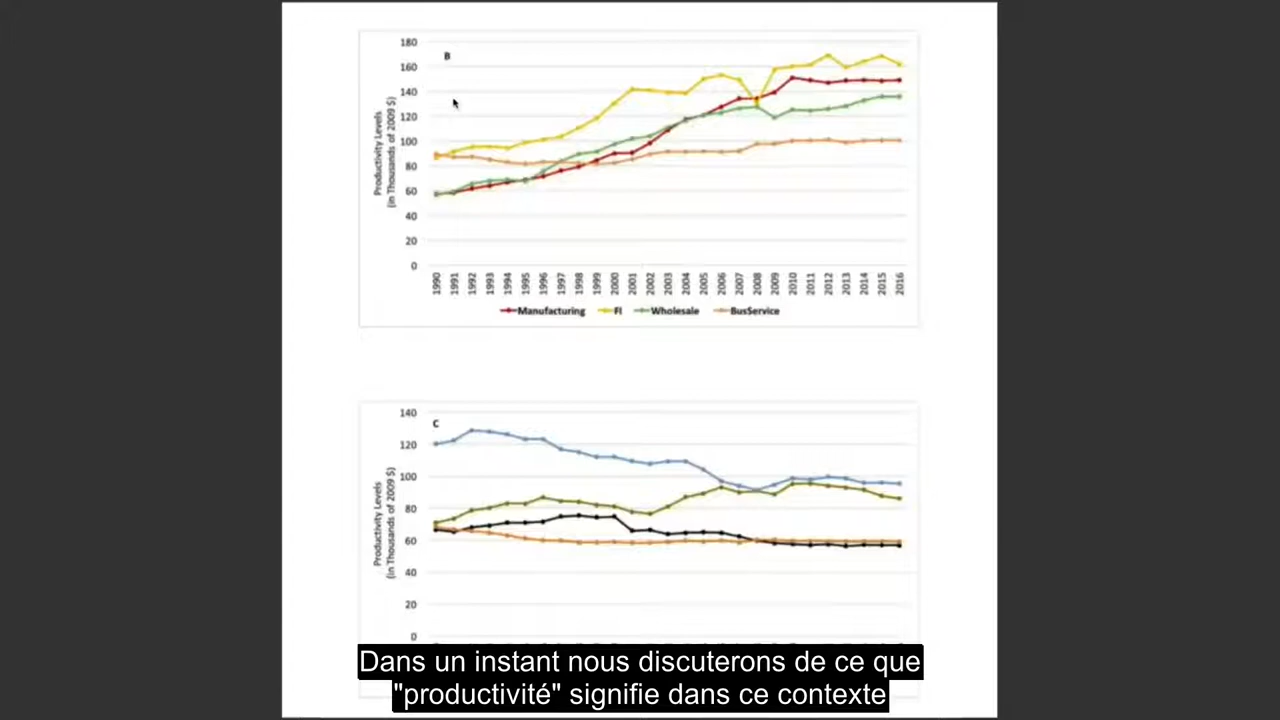 180
B
160
140
120
100
80
60
40
20
0
Productivity Levels
(in Thousands of 2009 $)
1990 1991 1992 1993 1994 1995 1996 1997 1998 1999 2000 2001 2002 2003 2004 2005 2006 2007 2008 2009 2010 2011 2012 2013 2014 2015 2016
Manufacturing FI Wholesale BusService
140
C
120
100
80
60
40
20
0
Productivity Levels
(in Thousands of 2009 $)
Dans un instant nous discuterons de ce que
"productivité" signifie dans ce contexte